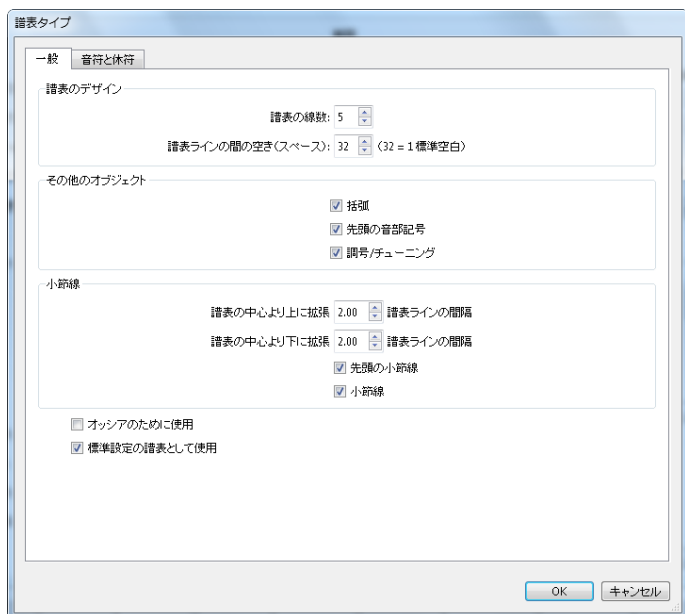 譜表タイプ
一般 音符と休符
譜表のデザイン
譜表の線数: 5
譜表ラインの間の空き(スペース): 32 (32 = 1 標準空白)
その他のオブジェクト
括弧
先頭の音部記号
調号/チューニング
小節線
譜表の中心より上に拡張 2.00 譜表ラインの間隔
譜表の中心より下に拡張 2.00 譜表ラインの間隔
先頭の小節線
小節線
オッシアのために使用
標準設定の譜表として使用
OK キャンセル